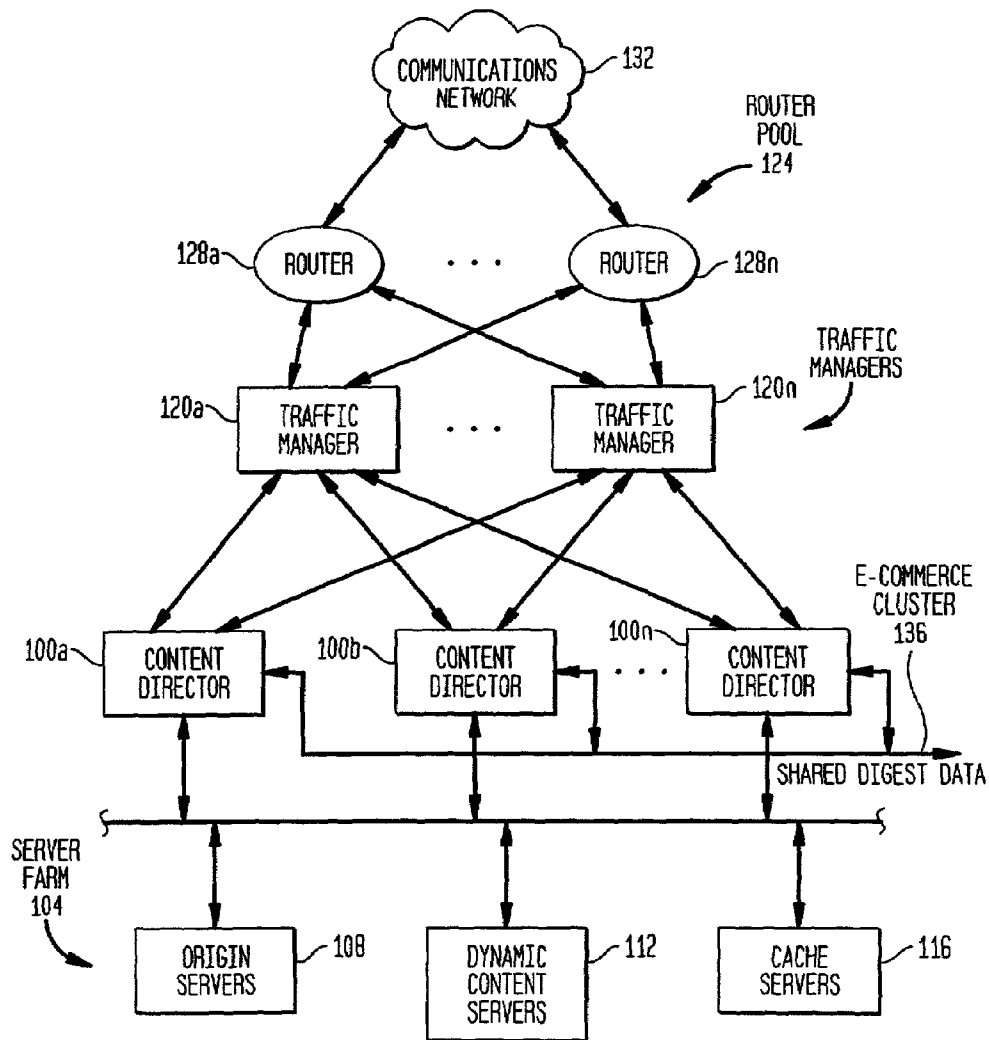 COMMUNICATIONS
NETWORK
132
ROUTER
POOL
124
128a
ROUTER
. . .
ROUTER
128n
TRAFFIC
MANAGERS
120a
TRAFFIC
MANAGER
. . .
TRAFFIC
MANAGER
120n
E-COMMERCE
CLUSTER
136
100a
CONTENT
DIRECTOR
100b
CONTENT
DIRECTOR
. . . .
100n
CONTENT
DIRECTOR
SHARED DIGEST DATA
SERVER
FARM
104
ORIGIN
SERVERS
108
DYNAMIC
CONTENT
SERVERS
112
CACHE
SERVERS
116